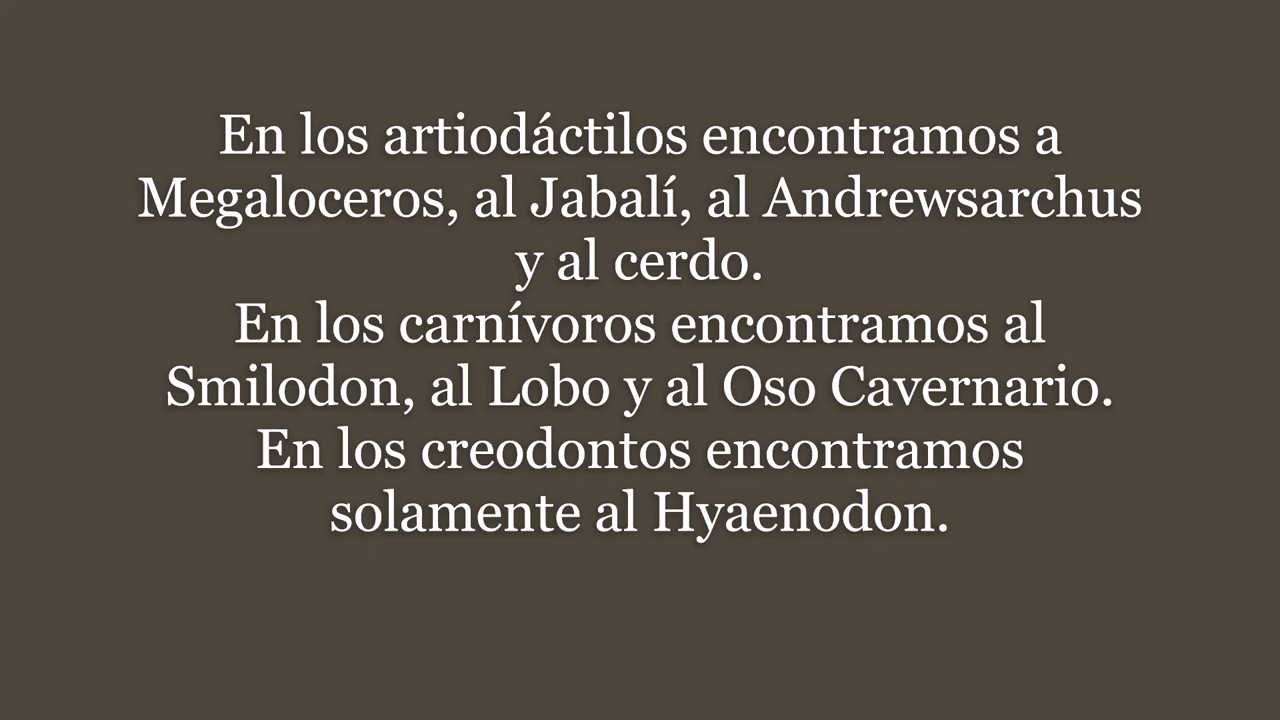 En los artiodáctilos encontramos a
Megaloceros, al Jabalí, al Andrewsarchus
y al cerdo.
En los carnívoros encontramos al
Smilodon, al Lobo y al Oso Cavernario.
En los creodontos encontramos
solamente al Hyaenodon.